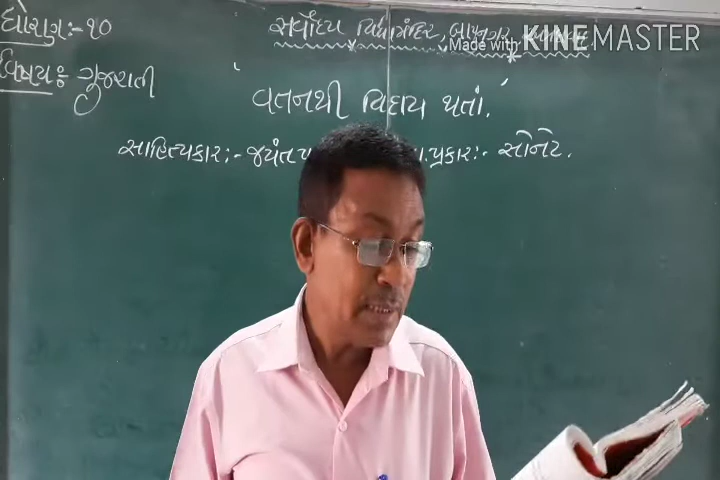 ધોરણ:-૧૦
સર્વોદય વિદ્યામંદિર,
Made with KINEMASTER
વિષય:- ગુજરાતી
'વતનથી વિદાય થતાં.'
સાહિત્યકાર:- જયંત પ્રકાર:- સોનેટ.